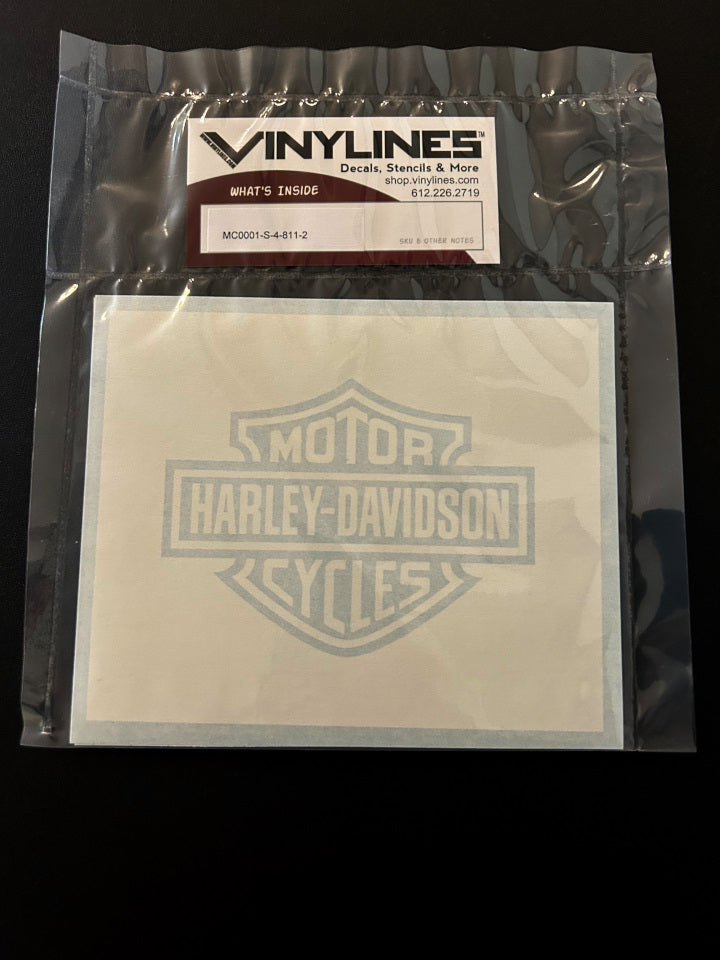 VINYLINES™
Decals, Stencils & More
shop.vinylines.com
612.226.2719
WHAT'S INSIDE
MC0001-S-4-811-2
SKU & OTHER NOTES
MOTOR
HARLEY-DAVIDSON
CYCLES